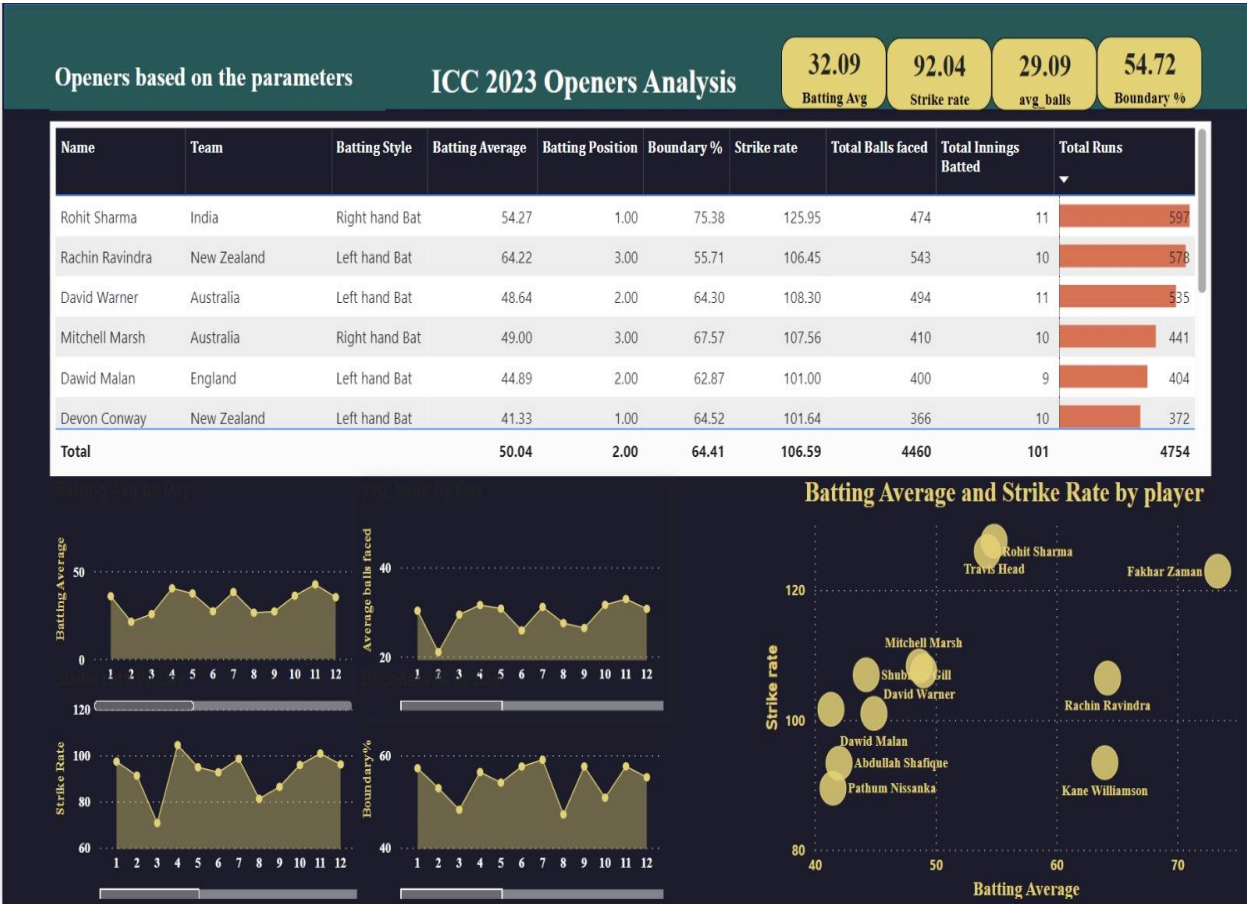 Openers based on the parameters
ICC 2023 Openers Analysis
32.09
Batting Avg
92.04
Strike rate
29.09
avg_balls
54.72
Boundary %
Name Team Batting Style Batting Average Batting Position Boundary % Strike rate Total Balls faced Total Innings Batted Total Runs
Rohit Sharma India Right hand Bat 54.27 1.00 75.38 125.95 474 11 597
Rachin Ravindra New Zealand Left hand Bat 64.22 3.00 55.71 106.45 543 10 578
David Warner Australia Left hand Bat 48.64 2.00 64.30 108.30 494 11 535
Mitchell Marsh Australia Right hand Bat 49.00 3.00 67.57 107.56 410 10 441
Dawid Malan England Left hand Bat 44.89 2.00 62.87 101.00 400 9 404
Devon Conway New Zealand Left hand Bat 41.33 1.00 64.52 101.64 366 10 372
Total 50.04 2.00 64.41 106.59 4460 101 4754
Batting Avg by Day
avg_balls by Day
Batting Average
50
0
1 2 3 4 5 6 7 8 9 10 11 12
Average balls faced
40
20
1 2 3 4 5 6 7 8 9 10 11 12
Strike Rate
120
100
80
60
1 2 3 4 5 6 7 8 9 10 11 12
Boundary%
60
40
1 2 3 4 5 6 7 8 9 10 11 12
Batting Average and Strike Rate by player
Strike rate
120
100
80
Rohit Sharma
Travis Head
Fakhar Zaman
Mitchell Marsh
Gill
David Warner
Rachin Ravindra
Dawid Malan
Abdullah Shafique
Pathum Nissanka
Kane Williamson
40 50 60 70
Batting Average